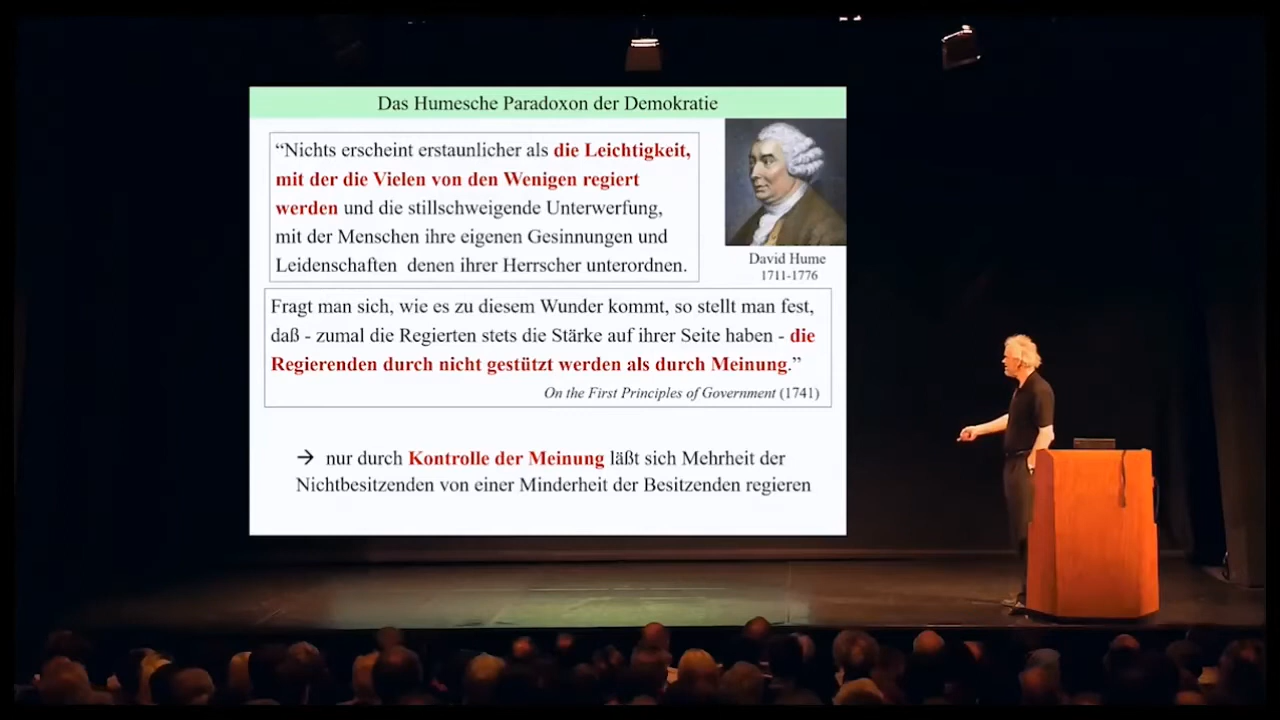 Das Humesche Paradoxon der Demokratie
“Nichts erscheint erstaunlicher als die Leichtigkeit,
mit der die Vielen von den Wenigen regiert
werden und die stillschweigende Unterwerfung,
mit der Menschen ihre eigenen Gesinnungen und
Leidenschaften denen ihrer Herrscher unterordnen.
David Hume
1711-1776
Fragt man sich, wie es zu diesem Wunder kommt, so stellt man fest,
daß - zumal die Regierten stets die Stärke auf ihrer Seite haben - die
Regierenden durch nicht gestützt werden als durch Meinung.”
On the First Principles of Government (1741)
→ nur durch Kontrolle der Meinung läßt sich Mehrheit der
Nichtbesitzenden von einer Minderheit der Besitzenden regieren